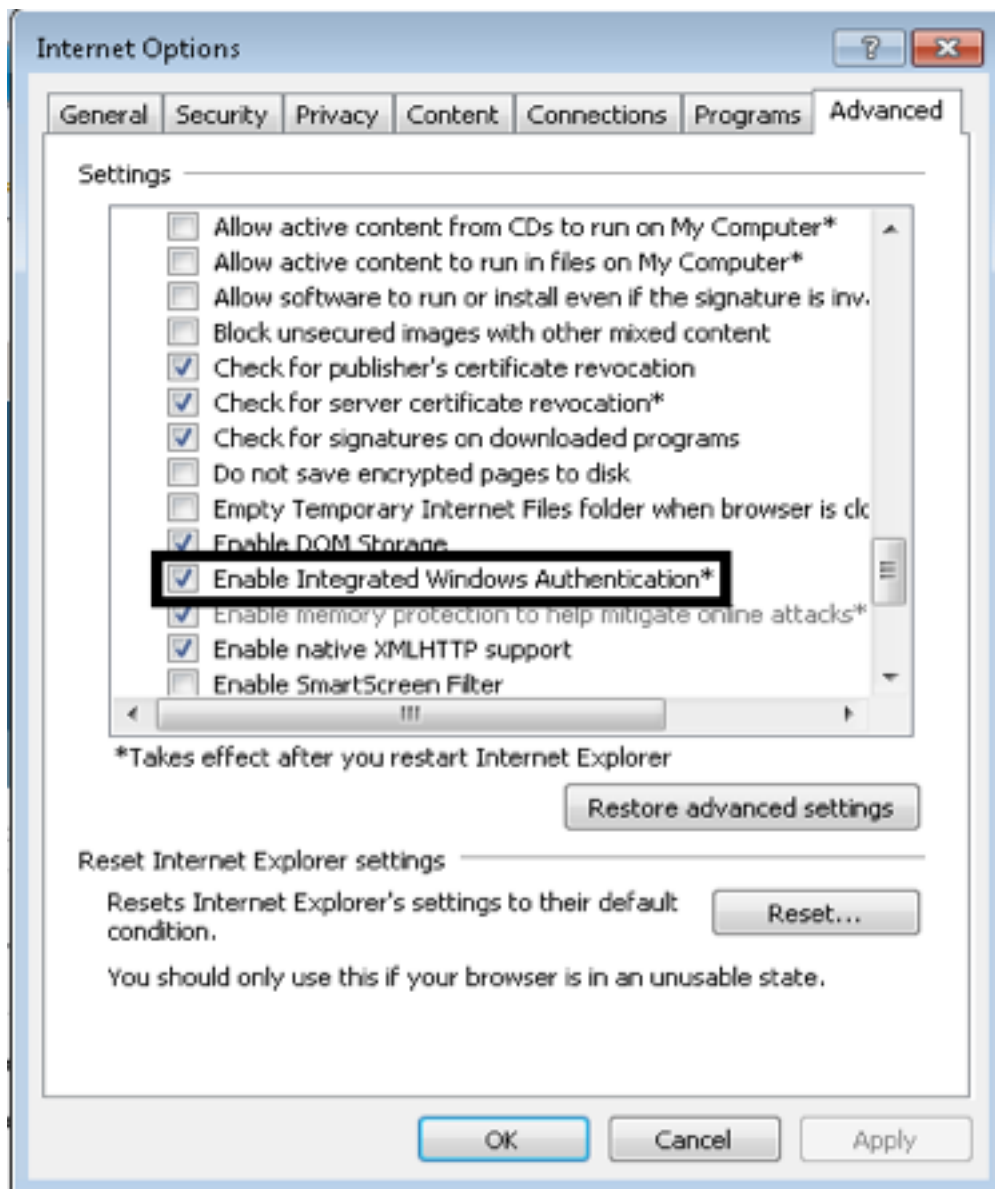 Internet Options
General Security Privacy Content Connections Programs Advanced
Settings
Allow active content from CDs to run on My Computer*
Allow active content to run in files on My Computer*
Allow software to run or install even if the signature is inv
Block unsecured images with other mixed content
Check for publisher's certificate revocation
Check for server certificate revocation*
Check for signatures on downloaded programs
Do not save encrypted pages to disk
Empty Temporary Internet Files folder when browser is clo
Enable DOM Storage
Enable Integrated Windows Authentication*
Enable memory protection to help mitigate online attacks*
Enable native XMLHTTP support
Enable SmartScreen Filter
*Takes effect after you restart Internet Explorer
Restore advanced settings
Reset Internet Explorer settings
Resets Internet Explorer's settings to their default
condition.
Reset...
You should only use this if your browser is in an unusable state.
OK Cancel Apply